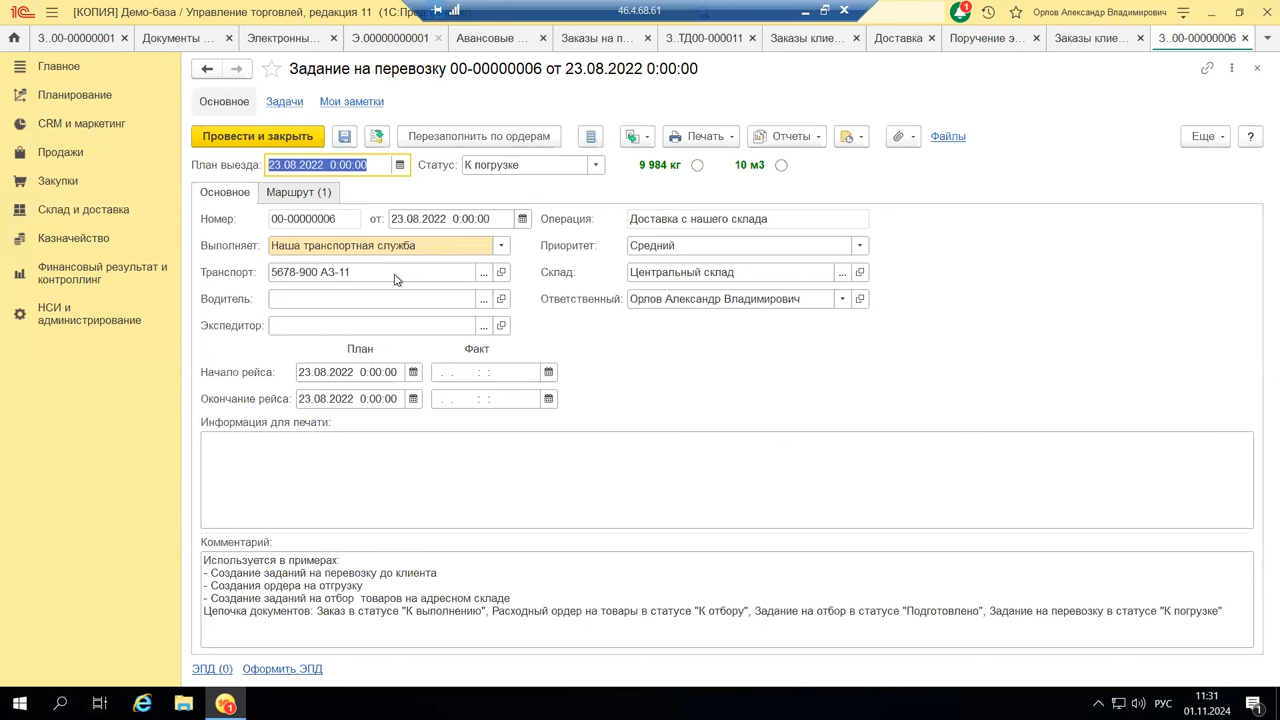 [КОПИЯ] Демо-база / Управление торговлей, редакция 11 (1С:Пр
46.4.68.61
1
Орлов Александр Владимирович
З..00-00000001
Документы ...
Электронны...
Э.00000000001
Авансовые ...
Заказы на п...
З..ТД00-000011
Заказы клие...
Доставка
Поручение э...
Заказы клие...
З..00-00000006
Главное
Планирование
CRM и маркетинг
Продажи
Закупки
Склад и доставка
Казначейство
Финансовый результат и
контроллинг
НСИ и
администрирование
Задание на перевозку 00-00000006 от 23.08.2022 0:00:00
Основное Задачи Мои заметки
Провести и закрыть Перезаполнить по ордерам Печать Отчеты Файлы Еще ?
План выезда: 23.08.2022 0:00:00 Статус: К погрузке 9 984 кг 10 м3
Основное Маршрут (1)
Номер: 00-00000006 от: 23.08.2022 0:00:00 Операция: Доставка с нашего склада
Выполняет: Наша транспортная служба Приоритет: Средний
Транспорт: 5678-900 АЗ-11 ... Склад: Центральный склад ...
Водитель: ... Ответственный: Орлов Александр Владимирович
Экспедитор: ...
План Факт
Начало рейса: 23.08.2022 0:00:00 . . : :
Окончание рейса: 23.08.2022 0:00:00 . . : :
Информация для печати:
Комментарий:
Используется в примерах:
- Создание заданий на перевозку до клиента
- Создания ордера на отгрузку
- Создание заданий на отбор товаров на адресном складе
Цепочка документов: Заказ в статусе "К выполнению", Расходный ордер на товары в статусе "К отбору", Задание на отбор в статусе "Подготовлено", Задание на перевозку в статусе "К погрузке"
ЭПД (0) Оформить ЭПД
1
РУС
11:31
01.11.2024
1